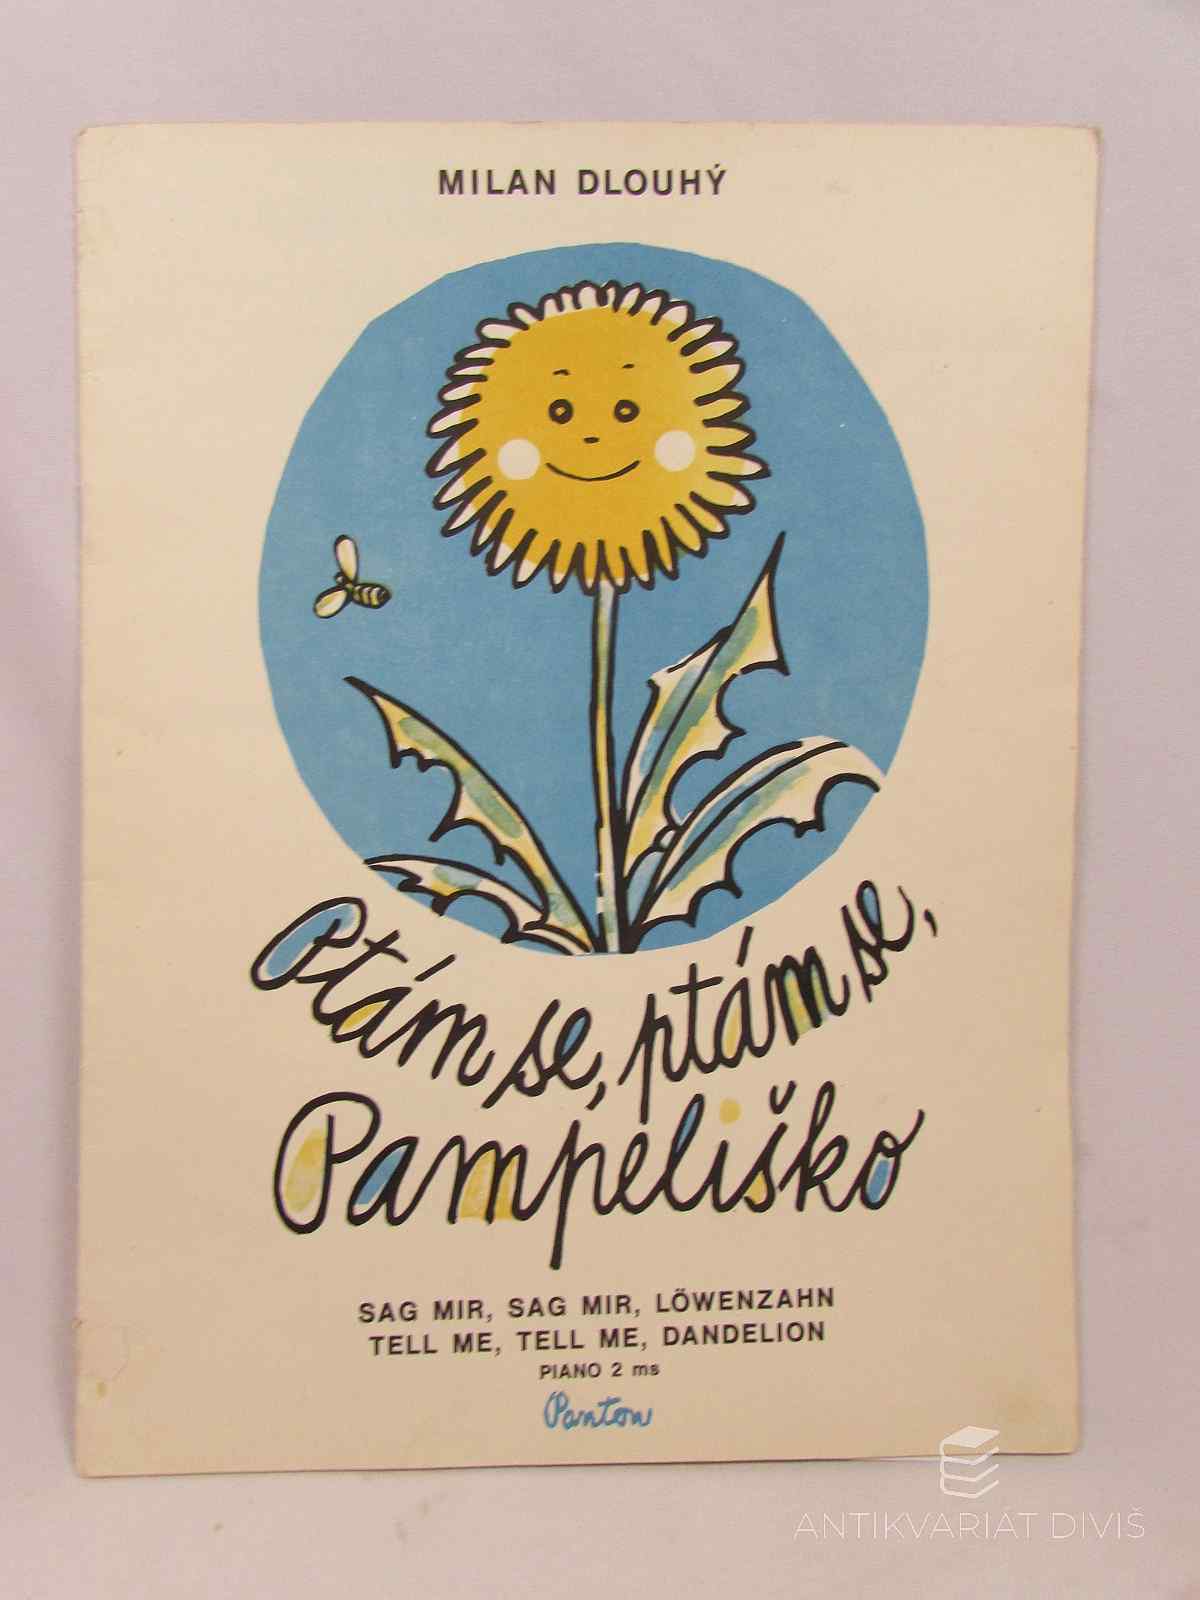 MILAN DLOUHÝ
Ptám se, ptám se,
Pampeliško
SAG MIR, SAG MIR, LÖWENZAHN
TELL ME, TELL ME, DANDELION
PIANO 2 ms
Panton
ANTIKVARIÁT DIVIŠ